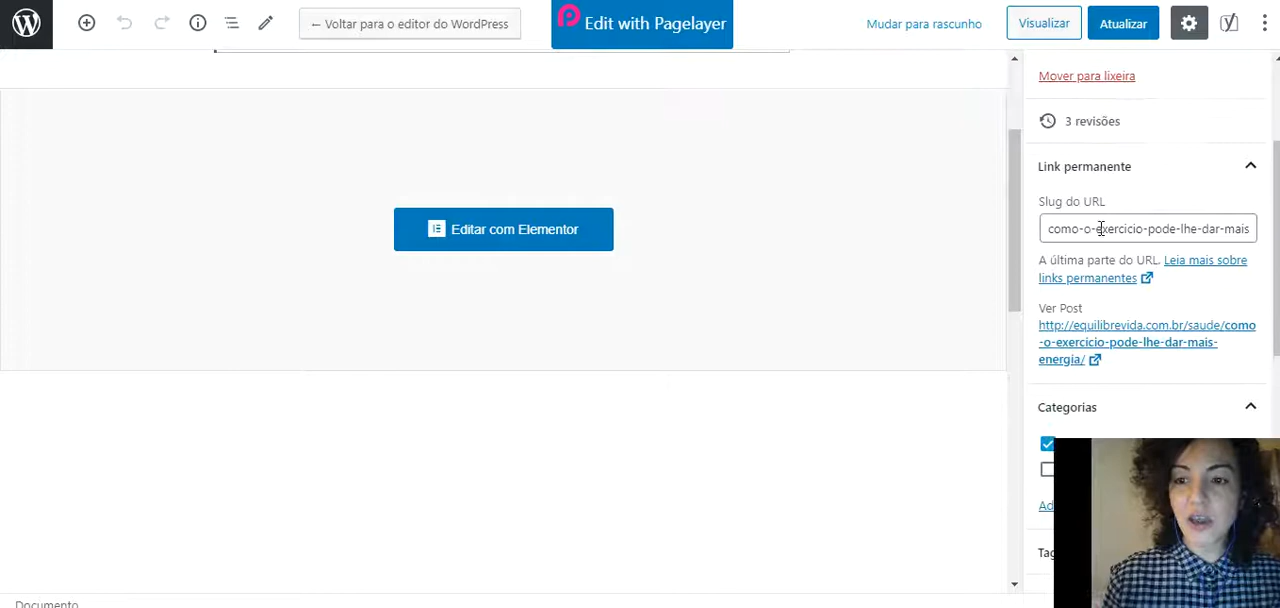 ← Voltar para o editor do WordPress
Edit with Pagelayer
Mudar para rascunho
Visualizar
Atualizar
Mover para lixeira
3 revisões
Link permanente
Slug do URL
como-o-exercicio-pode-lhe-dar-mais
A última parte do URL. Leia mais sobre
links permanentes
Ver Post
http://equilibrevida.com.br/saude/como
-o-exercicio-pode-lhe-dar-mais-
energia/
Categorias
Editar com Elementor
Ad
Tag
Documento